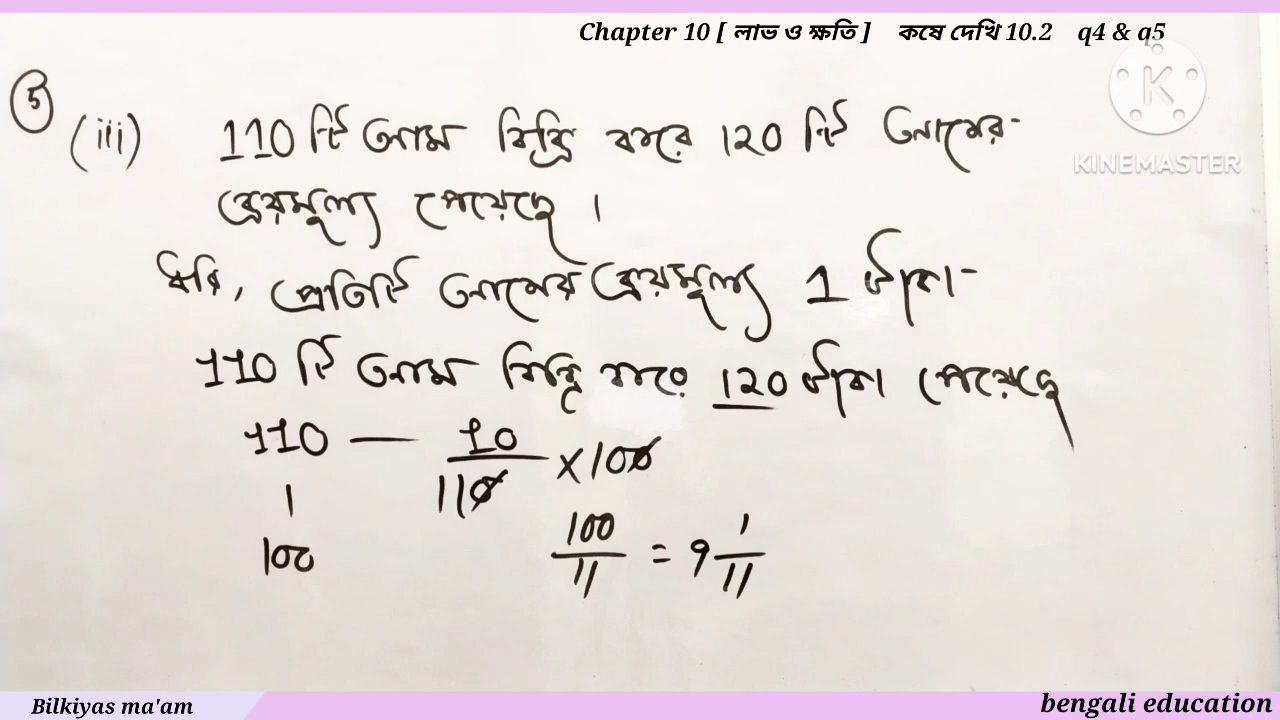 Chapter 10 [ লাভ ও ক্ষতি ] কষে দেখি 10.2 q4 & q5
K
KINEMASTER
5
(iii) 110 টি আম বিক্রি করে 120 টি আমের
ক্রয়মূল্য পেয়েছে ।
ধরি, প্রতিটি আমের ক্রয়মূল্য 1 টাকা
110 টি আম বিক্রি করে 120 টাকা পেয়েছে
110 — 10/110 × 100
1
100 100/11 = 9 1/11
Bilkiyas ma'am
bengali education